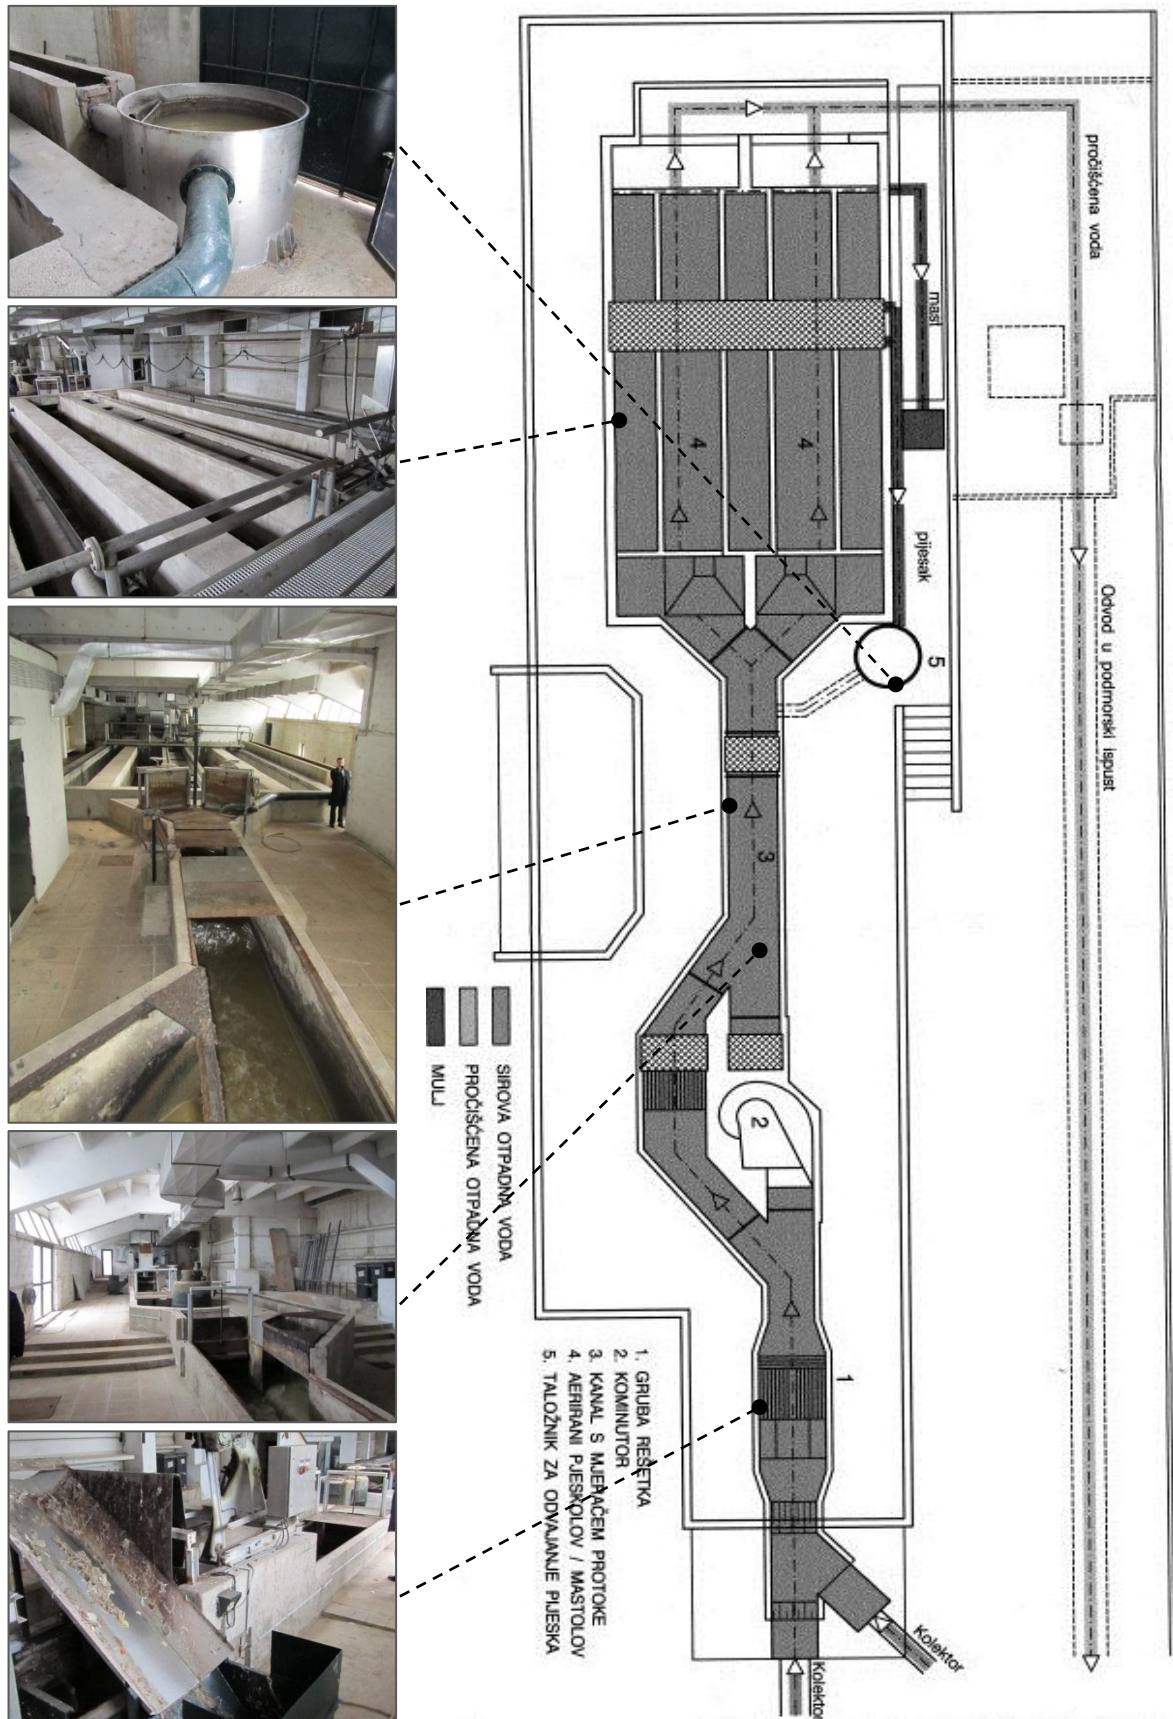 pročišćena voda
mast
4
4
pijesak
Odvod u podmorski ispust
5
3
SIROVA OTPADNA VODA
PROČIŠĆENA OTPADNA VODA
MULJ
2
1
1. GRUBA REŠETKA
2. KOMINUTOR
3. KANAL S MJERAČEM PROTOKE
4. AERIRANI PJESKOLOV / MASTOLOV
5. TALOŽNIK ZA ODVAJANJE PIJESKA
Kolektor
Kolektor